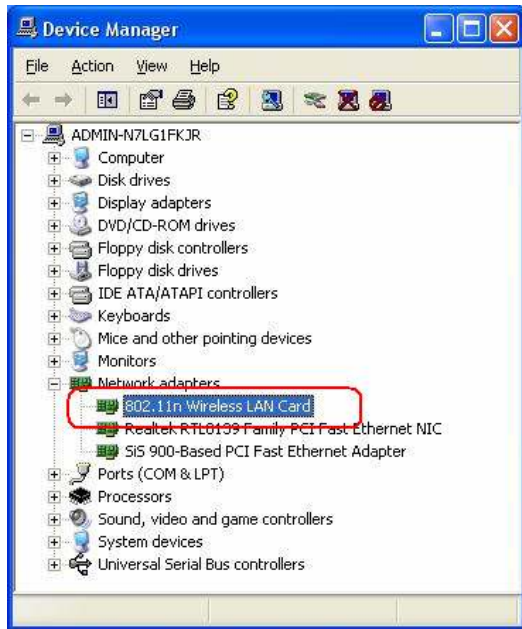 Device Manager
File Action View Help
ADMIN-N7LG1FKJR
Computer
Disk drives
Display adapters
DVD/CD-ROM drives
Floppy disk controllers
Floppy disk drives
IDE ATA/ATAPI controllers
Keyboards
Mice and other pointing devices
Monitors
Network adapters
802.11n Wireless LAN Card
Realtek RTL8139 Family PCI Fast Ethernet NIC
SiS 900-Based PCI Fast Ethernet Adapter
Ports (COM & LPT)
Processors
Sound, video and game controllers
System devices
Universal Serial Bus controllers